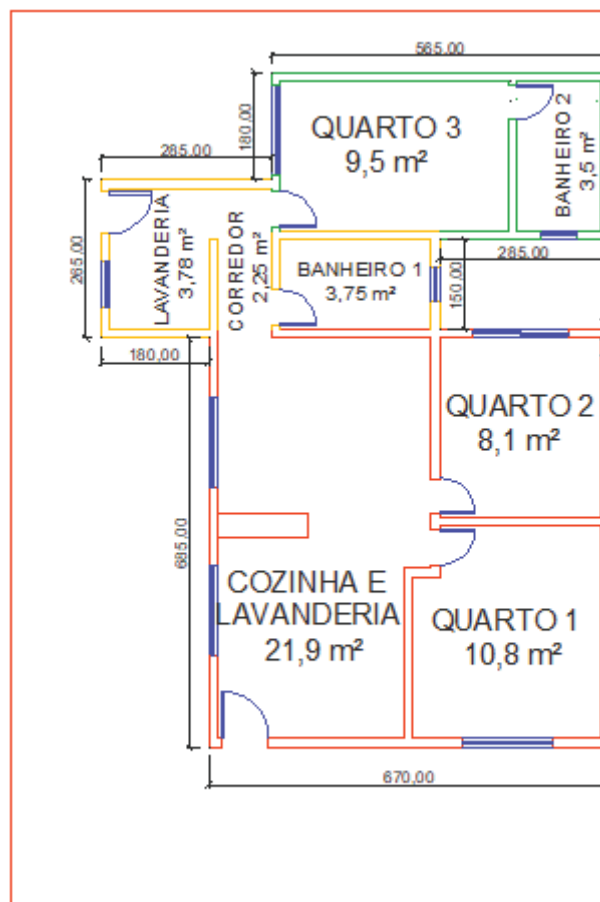 565,00
180,00
QUARTO 3
9,5 m²
BANHEIRO 2
3,5 m²
285,00
265,00
LAVANDERIA
3,78 m²
CORREDOR
2,25 m²
BANHEIRO 1
3,75 m²
150,00
285,00
180,00
QUARTO 2
8,1 m²
685,00
COZINHA E
LAVANDERIA
21,9 m²
QUARTO 1
10,8 m²
670,00